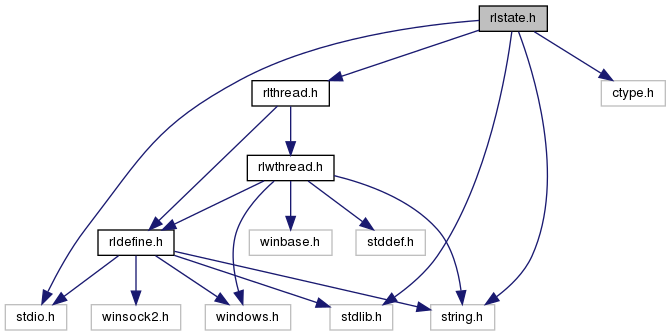 rlstate.h
rlthread.h
ctype.h
rlwthread.h
rldefine.h
winbase.h
stddef.h
stdio.h
winsock2.h
windows.h
stdlib.h
string.h